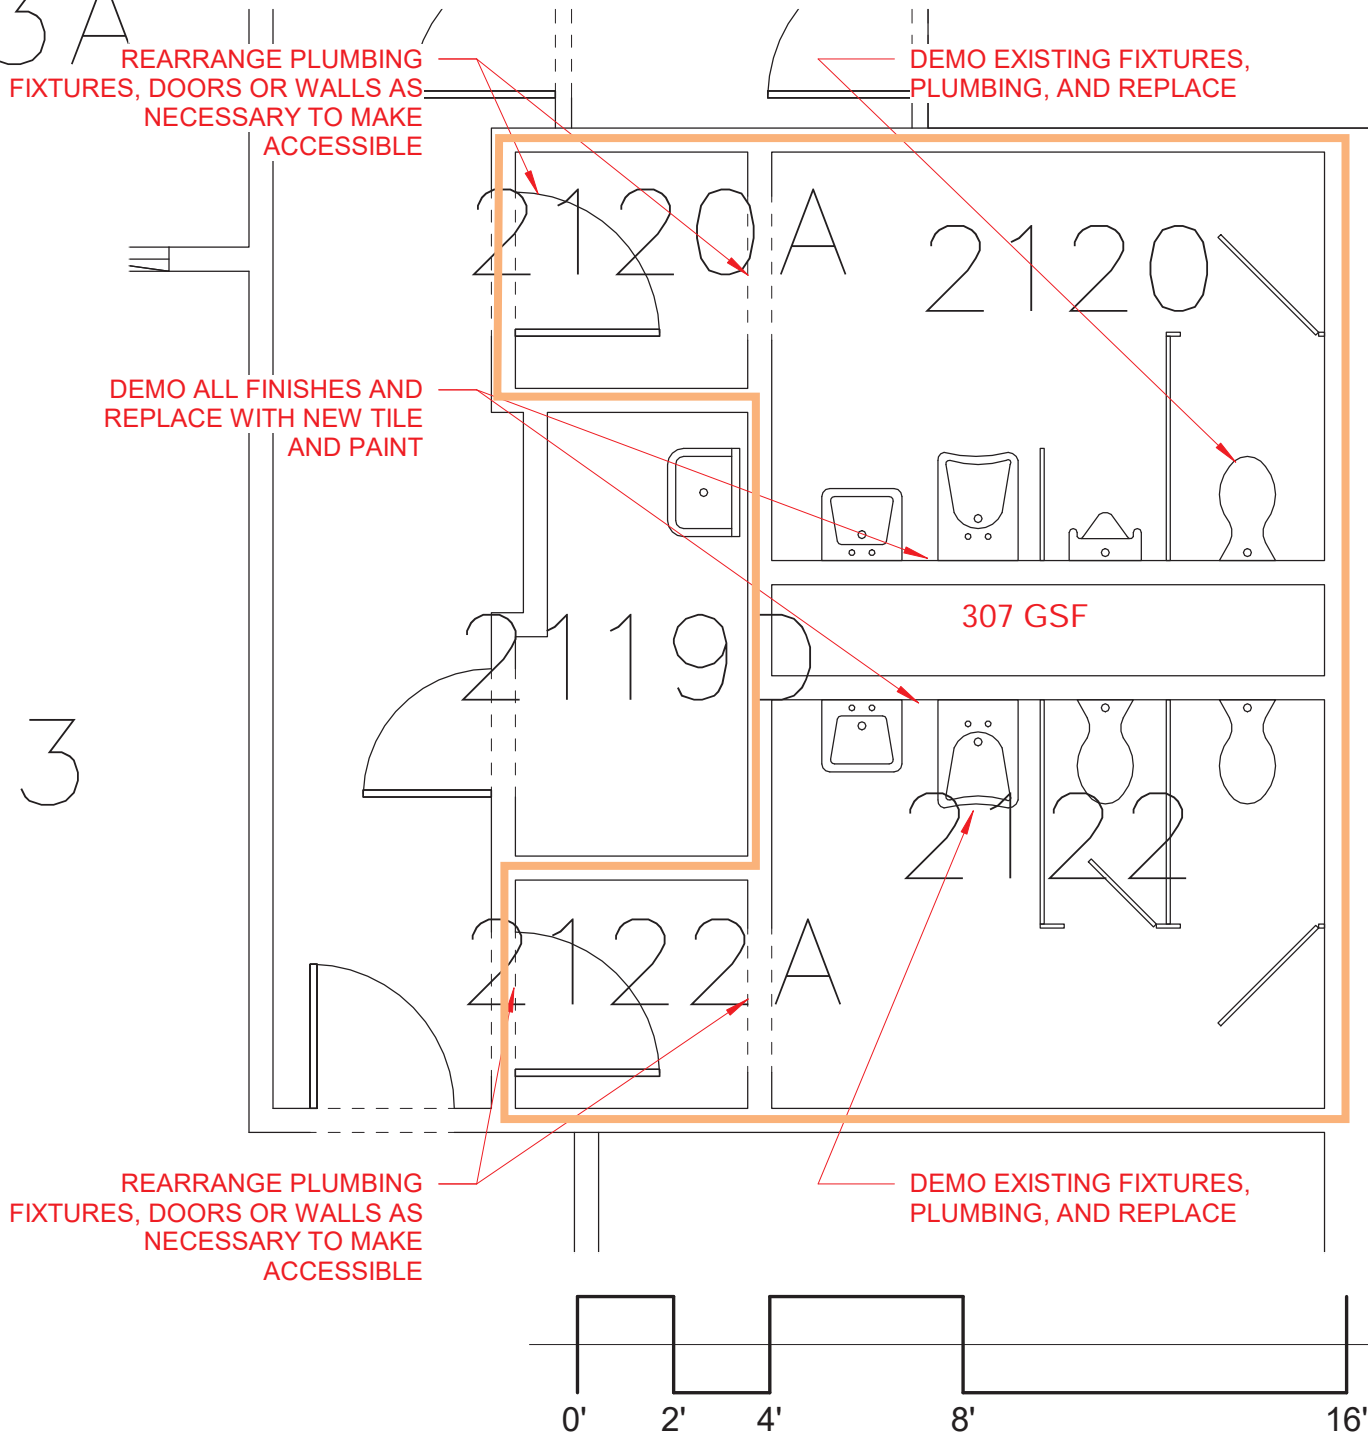 3A
REARRANGE PLUMBING
FIXTURES, DOORS OR WALLS AS
NECESSARY TO MAKE
ACCESSIBLE
DEMO EXISTING FIXTURES,
PLUMBING, AND REPLACE
2120A
2120
DEMO ALL FINISHES AND
REPLACE WITH NEW TILE
AND PAINT
307 GSF
2119D
3
2122
2122A
REARRANGE PLUMBING
FIXTURES, DOORS OR WALLS AS
NECESSARY TO MAKE
ACCESSIBLE
DEMO EXISTING FIXTURES,
PLUMBING, AND REPLACE
0' 2' 4' 8' 16'